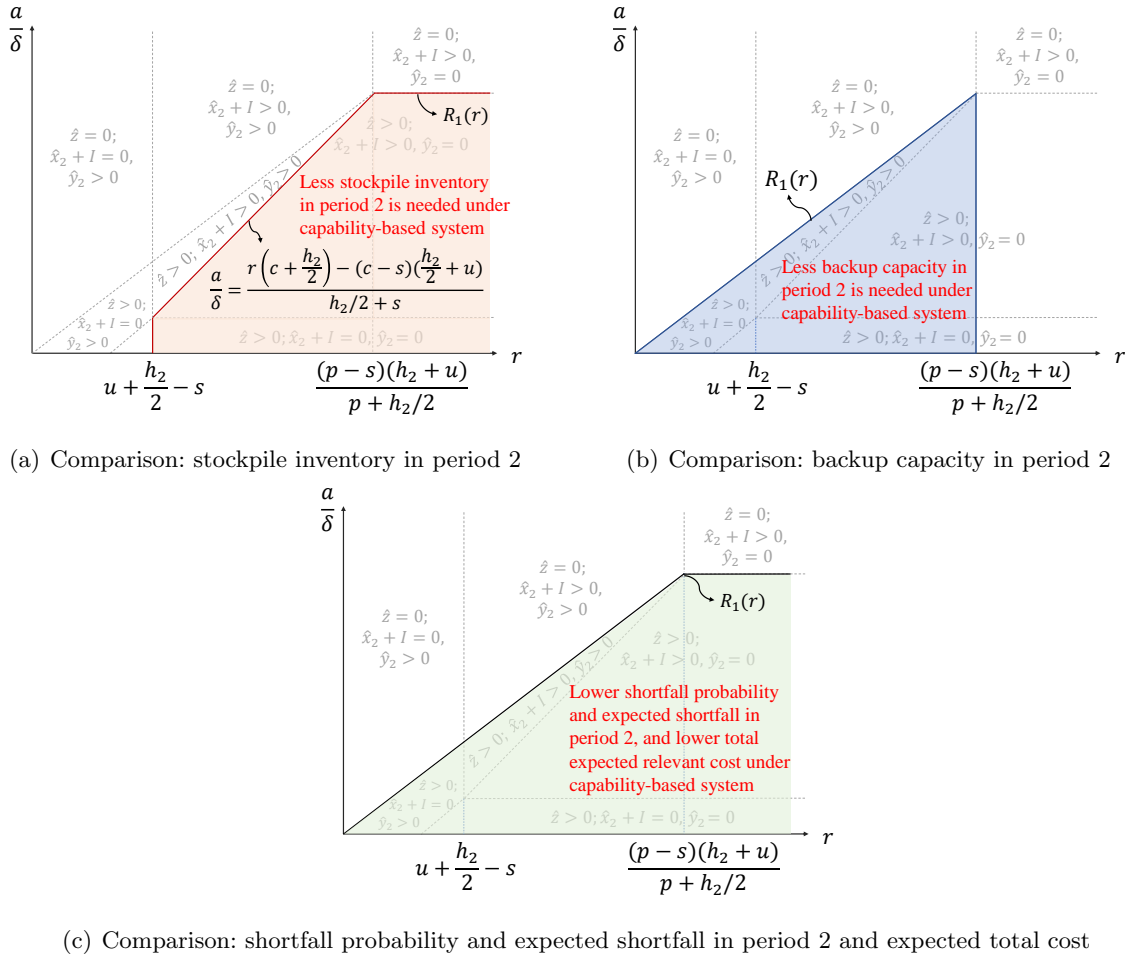 a/δ
ẑ = 0;
x̂₂ + I > 0,
ŷ₂ = 0
ẑ = 0;
x̂₂ + I > 0,
ŷ₂ > 0
R₁(r)
ẑ = 0;
x̂₂ + I = 0,
ŷ₂ > 0
ẑ > 0;
x̂₂ + I > 0, ŷ₂ = 0
ẑ > 0; x̂₂ + I > 0, ŷ₂ > 0
Less stockpile inventory
in period 2 is needed under
capability-based system
a/δ = (r(c + h₂/2) − (c − s)(h₂/2 + u))/(h₂/2 + s)
ẑ > 0;
x̂₂ + I = 0
ŷ₂ > 0
ẑ > 0; x̂₂ + I = 0, ŷ₂ = 0
r
u + h₂/2 − s
(p − s)(h₂ + u)/(p + h₂/2)
(a) Comparison: stockpile inventory in period 2
a/δ
ẑ = 0;
x̂₂ + I > 0,
ŷ₂ = 0
ẑ = 0;
x̂₂ + I > 0,
ŷ₂ > 0
ẑ = 0;
x̂₂ + I = 0,
ŷ₂ > 0
R₁(r)
ẑ > 0; x̂₂ + I > 0, ŷ₂ > 0
ẑ > 0;
x̂₂ + I > 0, ŷ₂ = 0
Less backup capacity in
period 2 is needed under
capability-based system
ẑ > 0;
x̂₂ + I = 0
ŷ₂ > 0
ẑ > 0; x̂₂ + I = 0, ŷ₂ = 0
r
u + h₂/2 − s
(p − s)(h₂ + u)/(p + h₂/2)
(b) Comparison: backup capacity in period 2
a/δ
ẑ = 0;
x̂₂ + I > 0,
ŷ₂ = 0
ẑ = 0;
x̂₂ + I > 0,
ŷ₂ > 0
R₁(r)
ẑ = 0;
x̂₂ + I = 0,
ŷ₂ > 0
ẑ > 0;
x̂₂ + I > 0, ŷ₂ = 0
ẑ > 0; x̂₂ + I > 0, ŷ₂ > 0
Lower shortfall probability
and expected shortfall in
period 2, and lower total
expected relevant cost under
capability-based system
ẑ > 0;
x̂₂ + I = 0
ŷ₂ > 0
ẑ > 0; x̂₂ + I = 0, ŷ₂ = 0
r
u + h₂/2 − s
(p − s)(h₂ + u)/(p + h₂/2)
(c) Comparison: shortfall probability and expected shortfall in period 2 and expected total cost